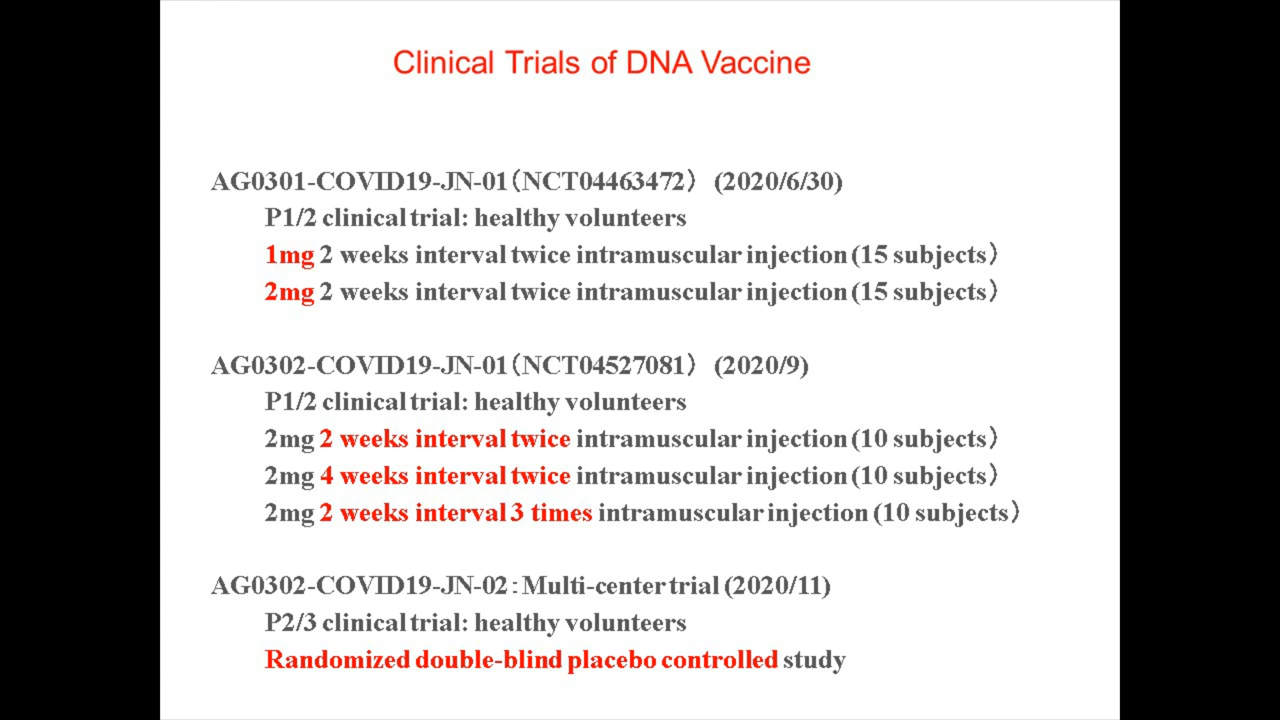 Clinical Trials of DNA Vaccine
AG0301-COVID19-JN-01（NCT04463472） (2020/6/30)
P1/2 clinical trial: healthy volunteers
1mg 2 weeks interval twice intramuscular injection (15 subjects）
2mg 2 weeks interval twice intramuscular injection (15 subjects）
AG0302-COVID19-JN-01（NCT04527081） (2020/9)
P1/2 clinical trial: healthy volunteers
2mg 2 weeks interval twice intramuscular injection (10 subjects）
2mg 4 weeks interval twice intramuscular injection (10 subjects）
2mg 2 weeks interval 3 times intramuscular injection (10 subjects）
AG0302-COVID19-JN-02：Multi-center trial (2020/11)
P2/3 clinical trial: healthy volunteers
Randomized double-blind placebo controlled study